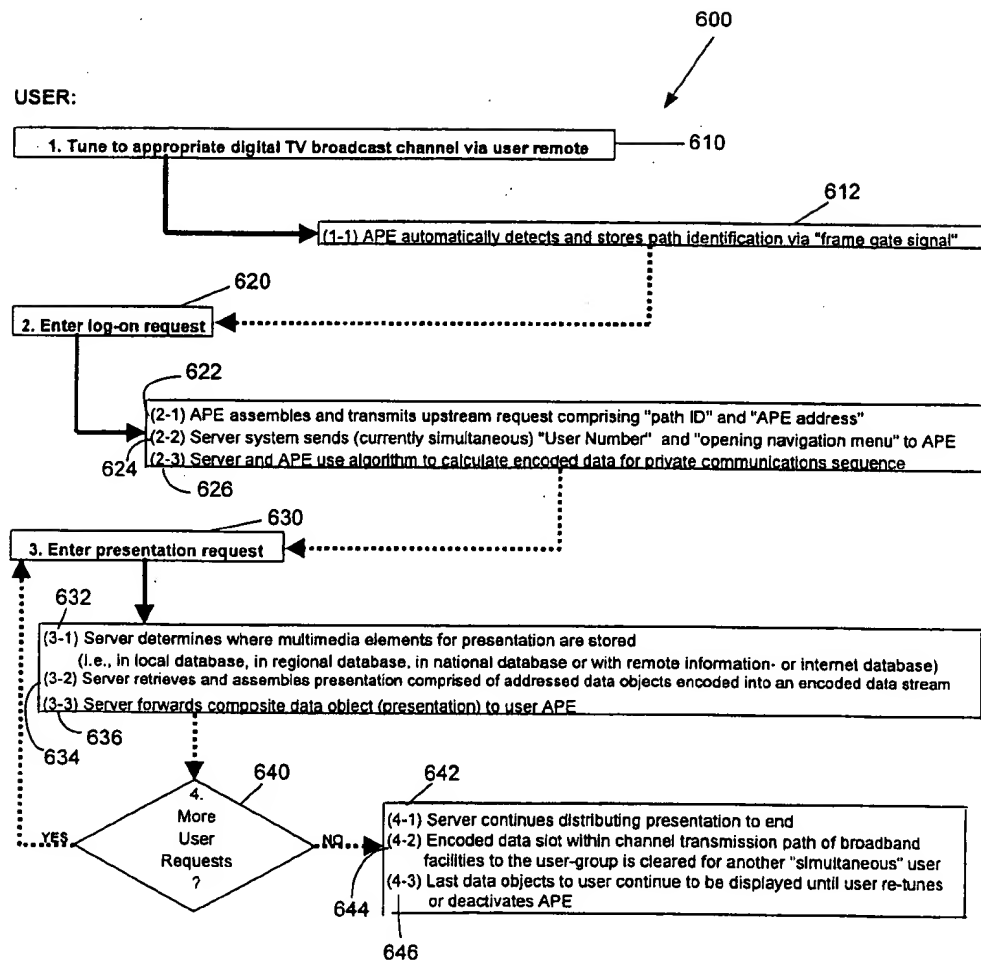 600
USER:
1. Tune to appropriate digital TV broadcast channel via user remote
610
612
(1-1) APE automatically detects and stores path identification via "frame gate signal"
620
2. Enter log-on request
622
(2-1) APE assembles and transmits upstream request comprising "path ID" and "APE address"
(2-2) Server system sends (currently simultaneous) "User Number" and "opening navigation menu" to APE
624
(2-3) Server and APE use algorithm to calculate encoded data for private communications sequence
626
630
3. Enter presentation request
632
(3-1) Server determines where multimedia elements for presentation are stored
(i.e., in local database, in regional database, in national database or with remote information- or internet database)
(3-2) Server retrieves and assembles presentation comprised of addressed data objects encoded into an encoded data stream
(3-3) Server forwards composite data object (presentation) to user APE
634
636
640
4.
More
User
Requests
?
YES
NO
642
(4-1) Server continues distributing presentation to end
(4-2) Encoded data slot within channel transmission path of broadband
facilities to the user-group is cleared for another "simultaneous" user
(4-3) Last data objects to user continue to be displayed until user re-tunes
or deactivates APE
644
646